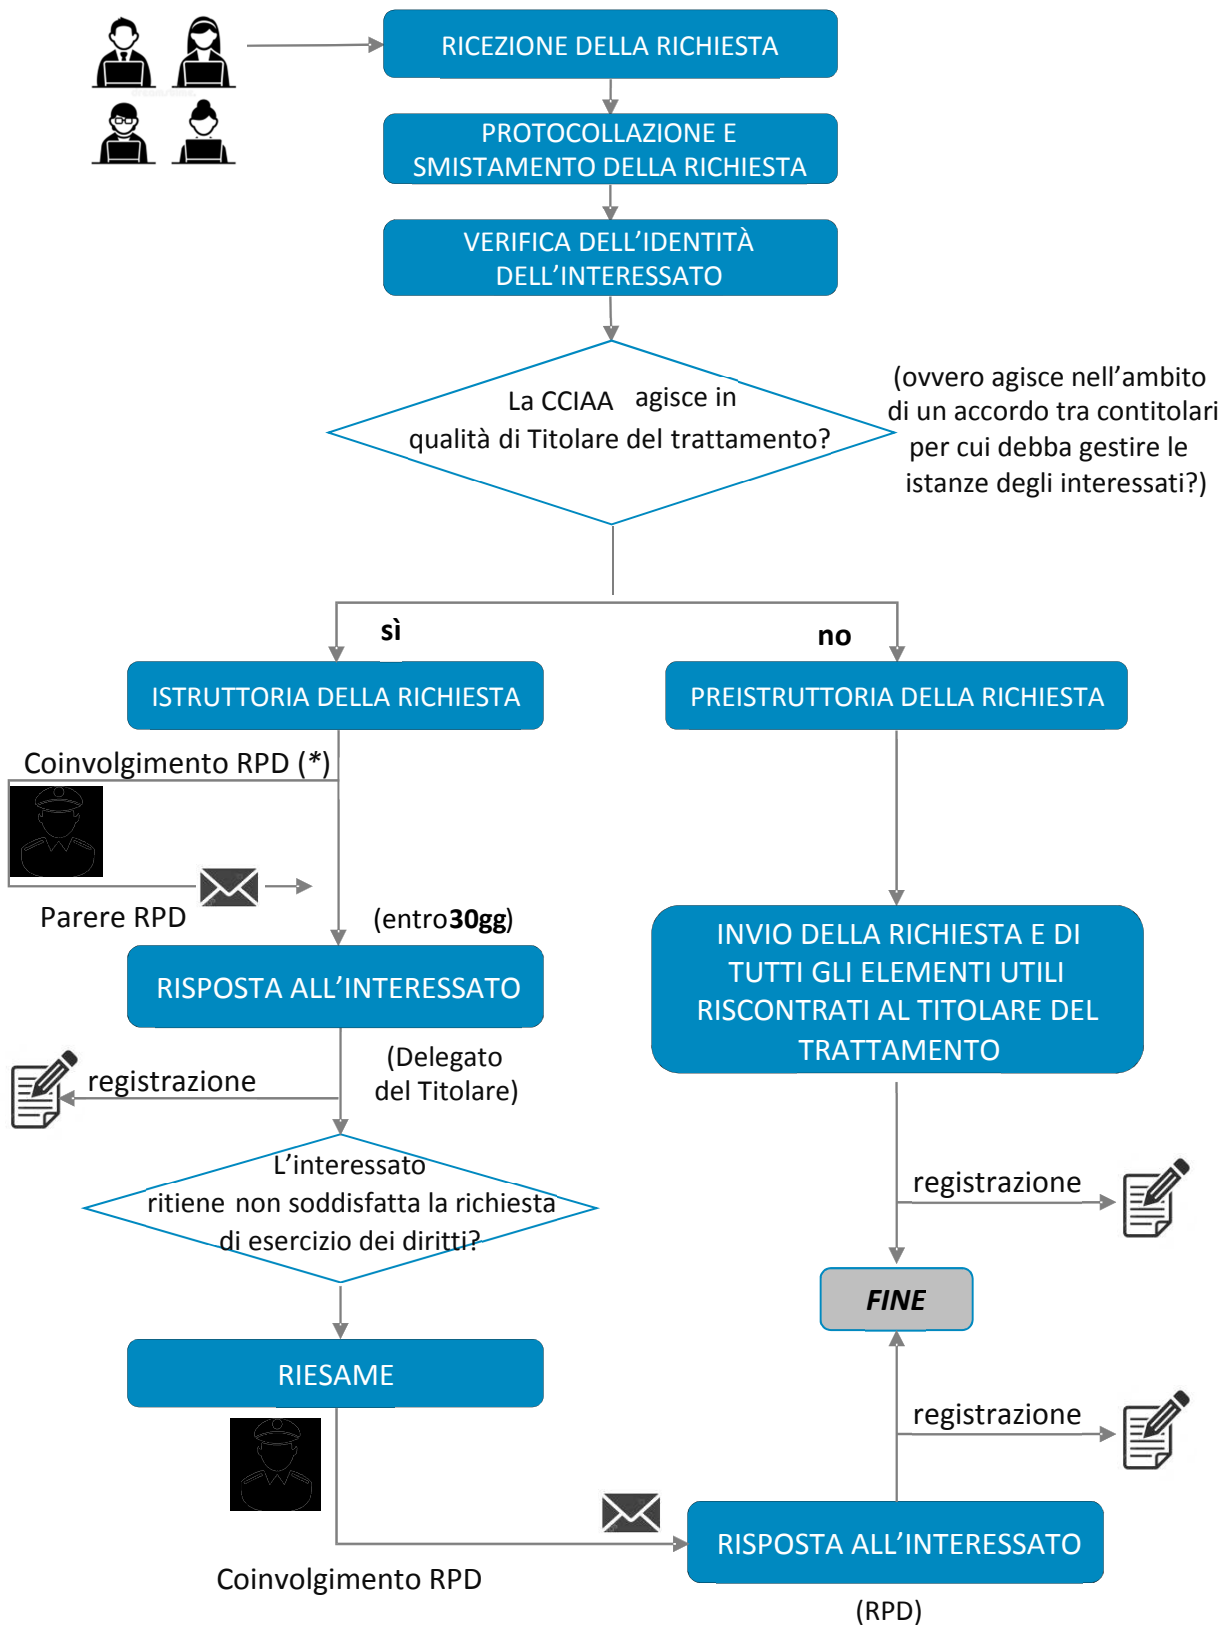 RICEZIONE DELLA RICHIESTA
PROTOCOLLAZIONE E
SMISTAMENTO DELLA RICHIESTA
VERIFICA DELL’IDENTITÀ
DELL’INTERESSATO
La CCIAA agisce in
qualità di Titolare del trattamento?
(ovvero agisce nell’ambito
di un accordo tra contitolari
per cui debba gestire le
istanze degli interessati?)
sì
no
ISTRUTTORIA DELLA RICHIESTA
PREISTRUTTORIA DELLA RICHIESTA
Coinvolgimento RPD (*)
Parere RPD
(entro 30gg)
RISPOSTA ALL’INTERESSATO
INVIO DELLA RICHIESTA E DI
TUTTI GLI ELEMENTI UTILI
RISCONTRATI AL TITOLARE DEL
TRATTAMENTO
(Delegato
del Titolare)
registrazione
L’interessato
ritiene non soddisfatta la richiesta
di esercizio dei diritti?
registrazione
FINE
RIESAME
registrazione
Coinvolgimento RPD
RISPOSTA ALL’INTERESSATO
(RPD)